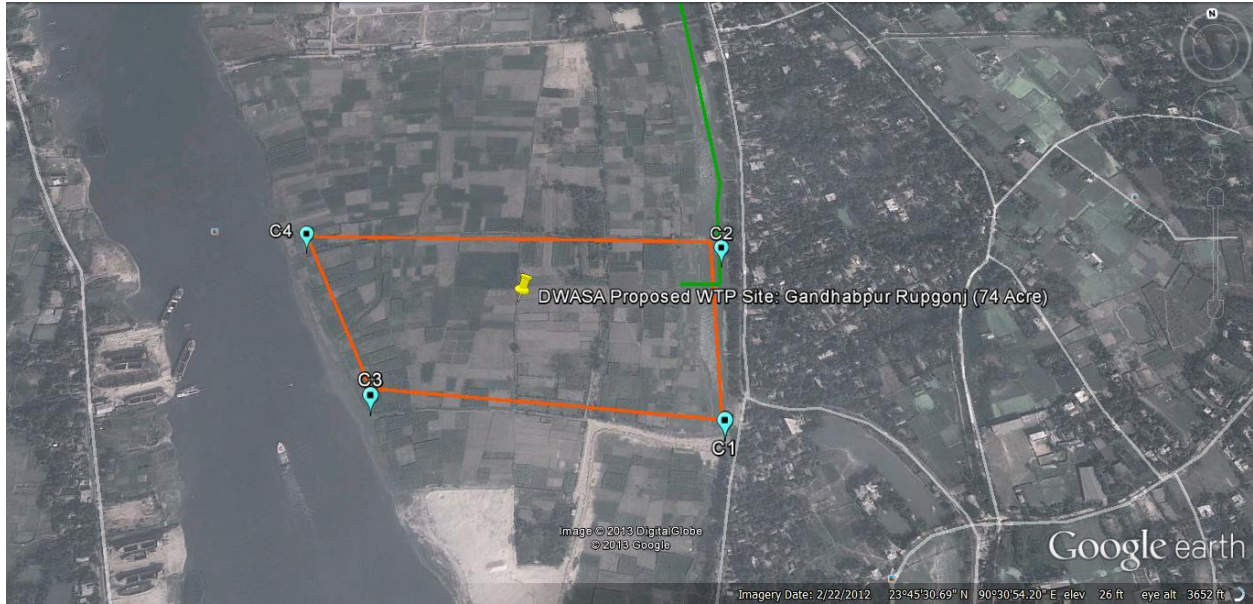 N
C4
C2
DWASA Proposed WTP Site: Gandhabpur Rupgonj (74 Acre)
C3
C1
Image © 2013 DigitalGlobe
© 2013 Google
Google earth
Imagery Date: 2/22/2012 23°45'30.69" N 90°30'54.20" E elev 26 ft eye alt 3652 ft